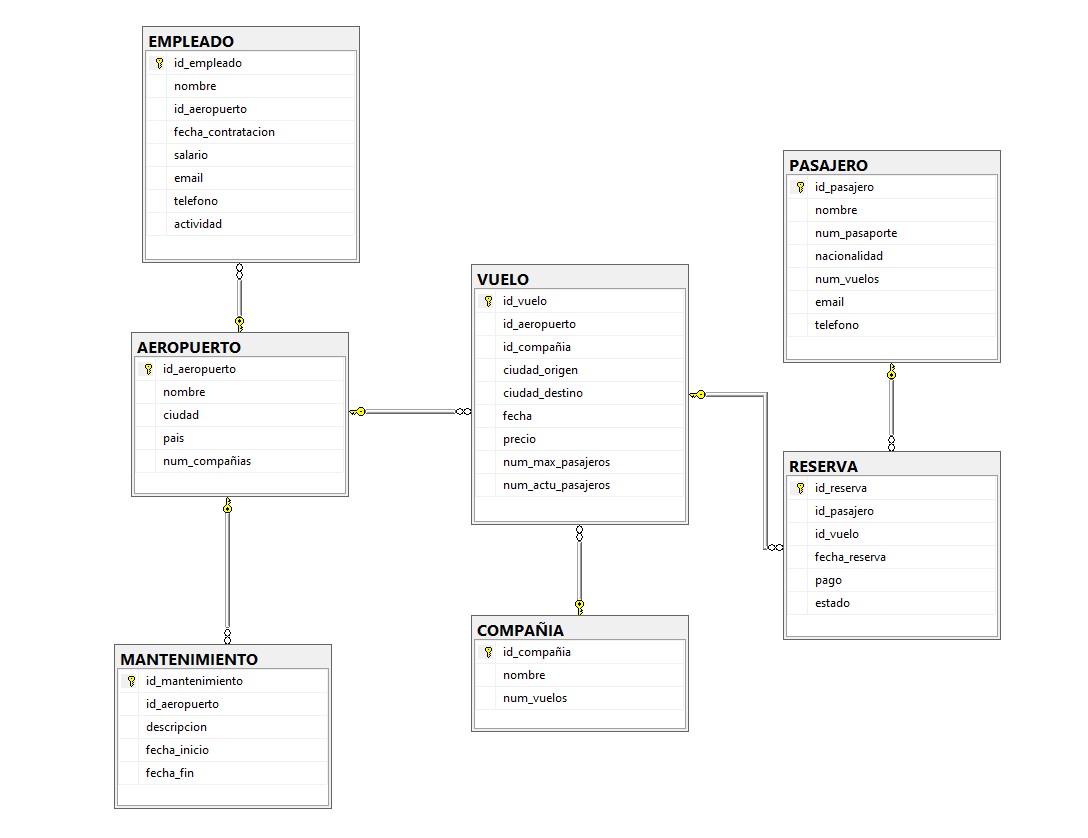 EMPLEADO
id_empleado
nombre
id_aeropuerto
fecha_contratacion
salario
email
telefono
actividad
AEROPUERTO
id_aeropuerto
nombre
ciudad
pais
num_compañias
MANTENIMIENTO
id_mantenimiento
id_aeropuerto
descripcion
fecha_inicio
fecha_fin
VUELO
id_vuelo
id_aeropuerto
id_compañia
ciudad_origen
ciudad_destino
fecha
precio
num_max_pasajeros
num_actu_pasajeros
COMPAÑIA
id_compañia
nombre
num_vuelos
PASAJERO
id_pasajero
nombre
num_pasaporte
nacionalidad
num_vuelos
email
telefono
RESERVA
id_reserva
id_pasajero
id_vuelo
fecha_reserva
pago
estado